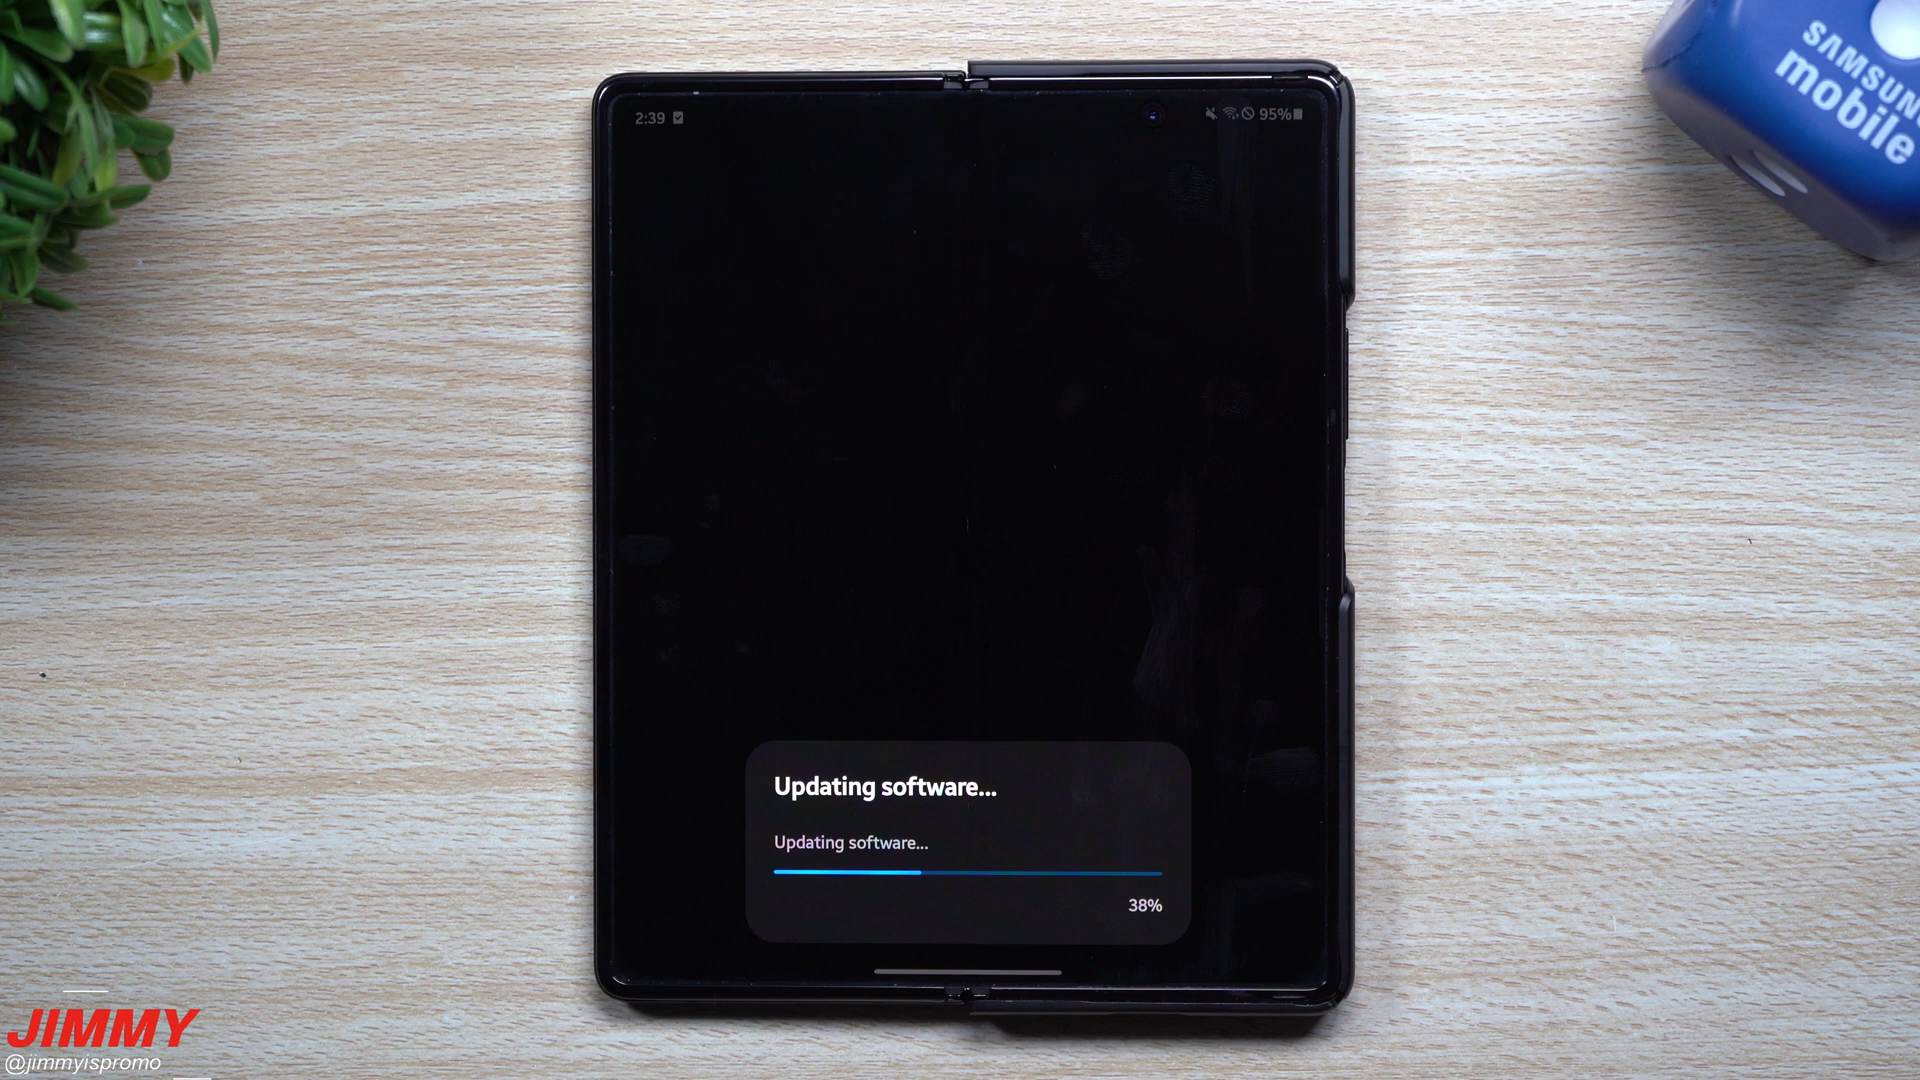 2:39
95%
SAMSUNG
mobile
Updating software...
Updating software...
38%
JIMMY
@jimmyispromo